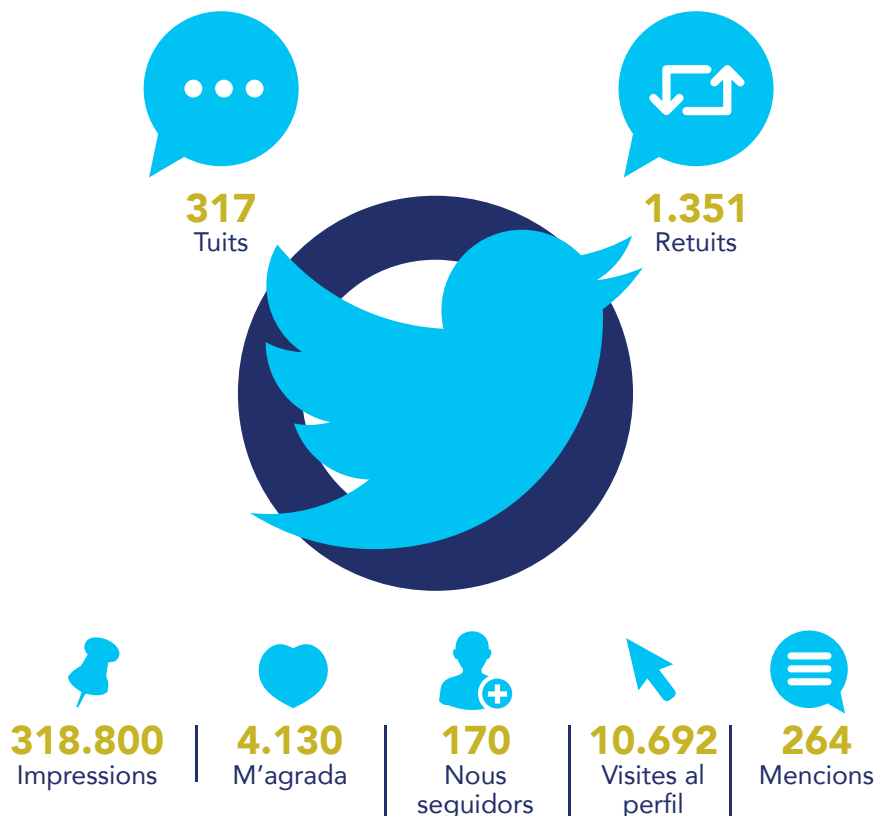 317
Tuits
1.351
Retuits
318.800
Impressions
4.130
M’agrada
170
Nous
seguidors
10.692
Visites al
perfil
264
Mencions